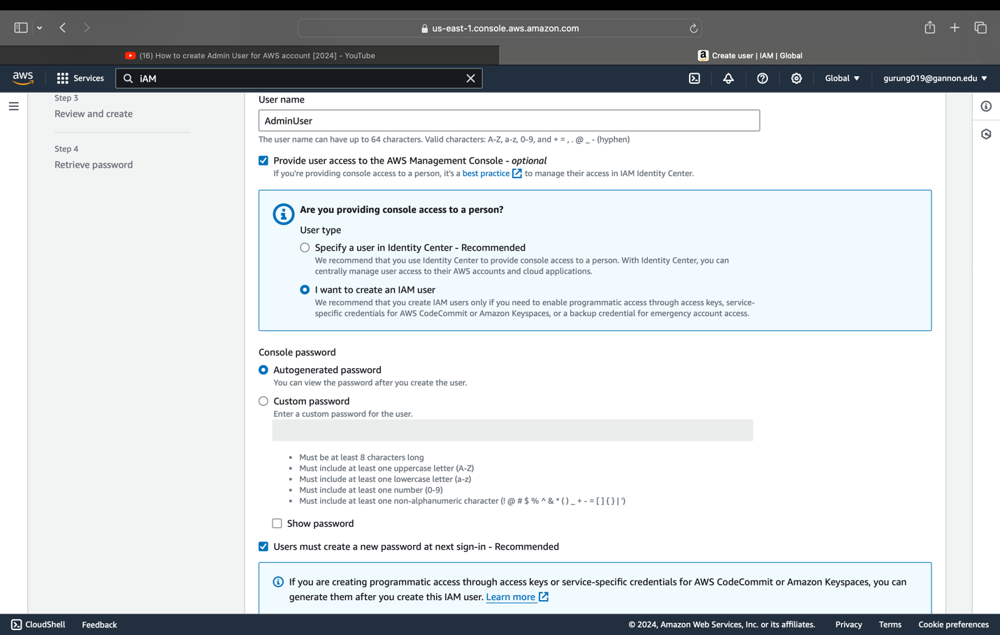 us-east-1.console.aws.amazon.com
(16) How to create Admin User for AWS account [2024] - YouTube
a Create user | IAM | Global
aws
Services
iAM
Global
gurung019@gannon.edu
Step 3
Review and create
Step 4
Retrieve password
User name
AdminUser
The user name can have up to 64 characters. Valid characters: A-Z, a-z, 0-9, and + = , . @ _ - (hyphen)
Provide user access to the AWS Management Console - optional
If you're providing console access to a person, it's a best practice to manage their access in IAM Identity Center.
Are you providing console access to a person?
User type
Specify a user in Identity Center - Recommended
We recommend that you use Identity Center to provide console access to a person. With Identity Center, you can
centrally manage user access to their AWS accounts and cloud applications.
I want to create an IAM user
We recommend that you create IAM users only if you need to enable programmatic access through access keys, service-
specific credentials for AWS CodeCommit or Amazon Keyspaces, or a backup credential for emergency account access.
Console password
Autogenerated password
You can view the password after you create the user.
Custom password
Enter a custom password for the user.
• Must be at least 8 characters long
• Must include at least one uppercase letter (A-Z)
• Must include at least one lowercase letter (a-z)
• Must include at least one number (0-9)
• Must include at least one non-alphanumeric character (! @ # $ % ^ & * ( ) _ + - = [ ] { } | ')
Show password
Users must create a new password at next sign-in - Recommended
If you are creating programmatic access through access keys or service-specific credentials for AWS CodeCommit or Amazon Keyspaces, you can
generate them after you create this IAM user. Learn more
CloudShell
Feedback
© 2024, Amazon Web Services, Inc. or its affiliates.
Privacy
Terms
Cookie preferences